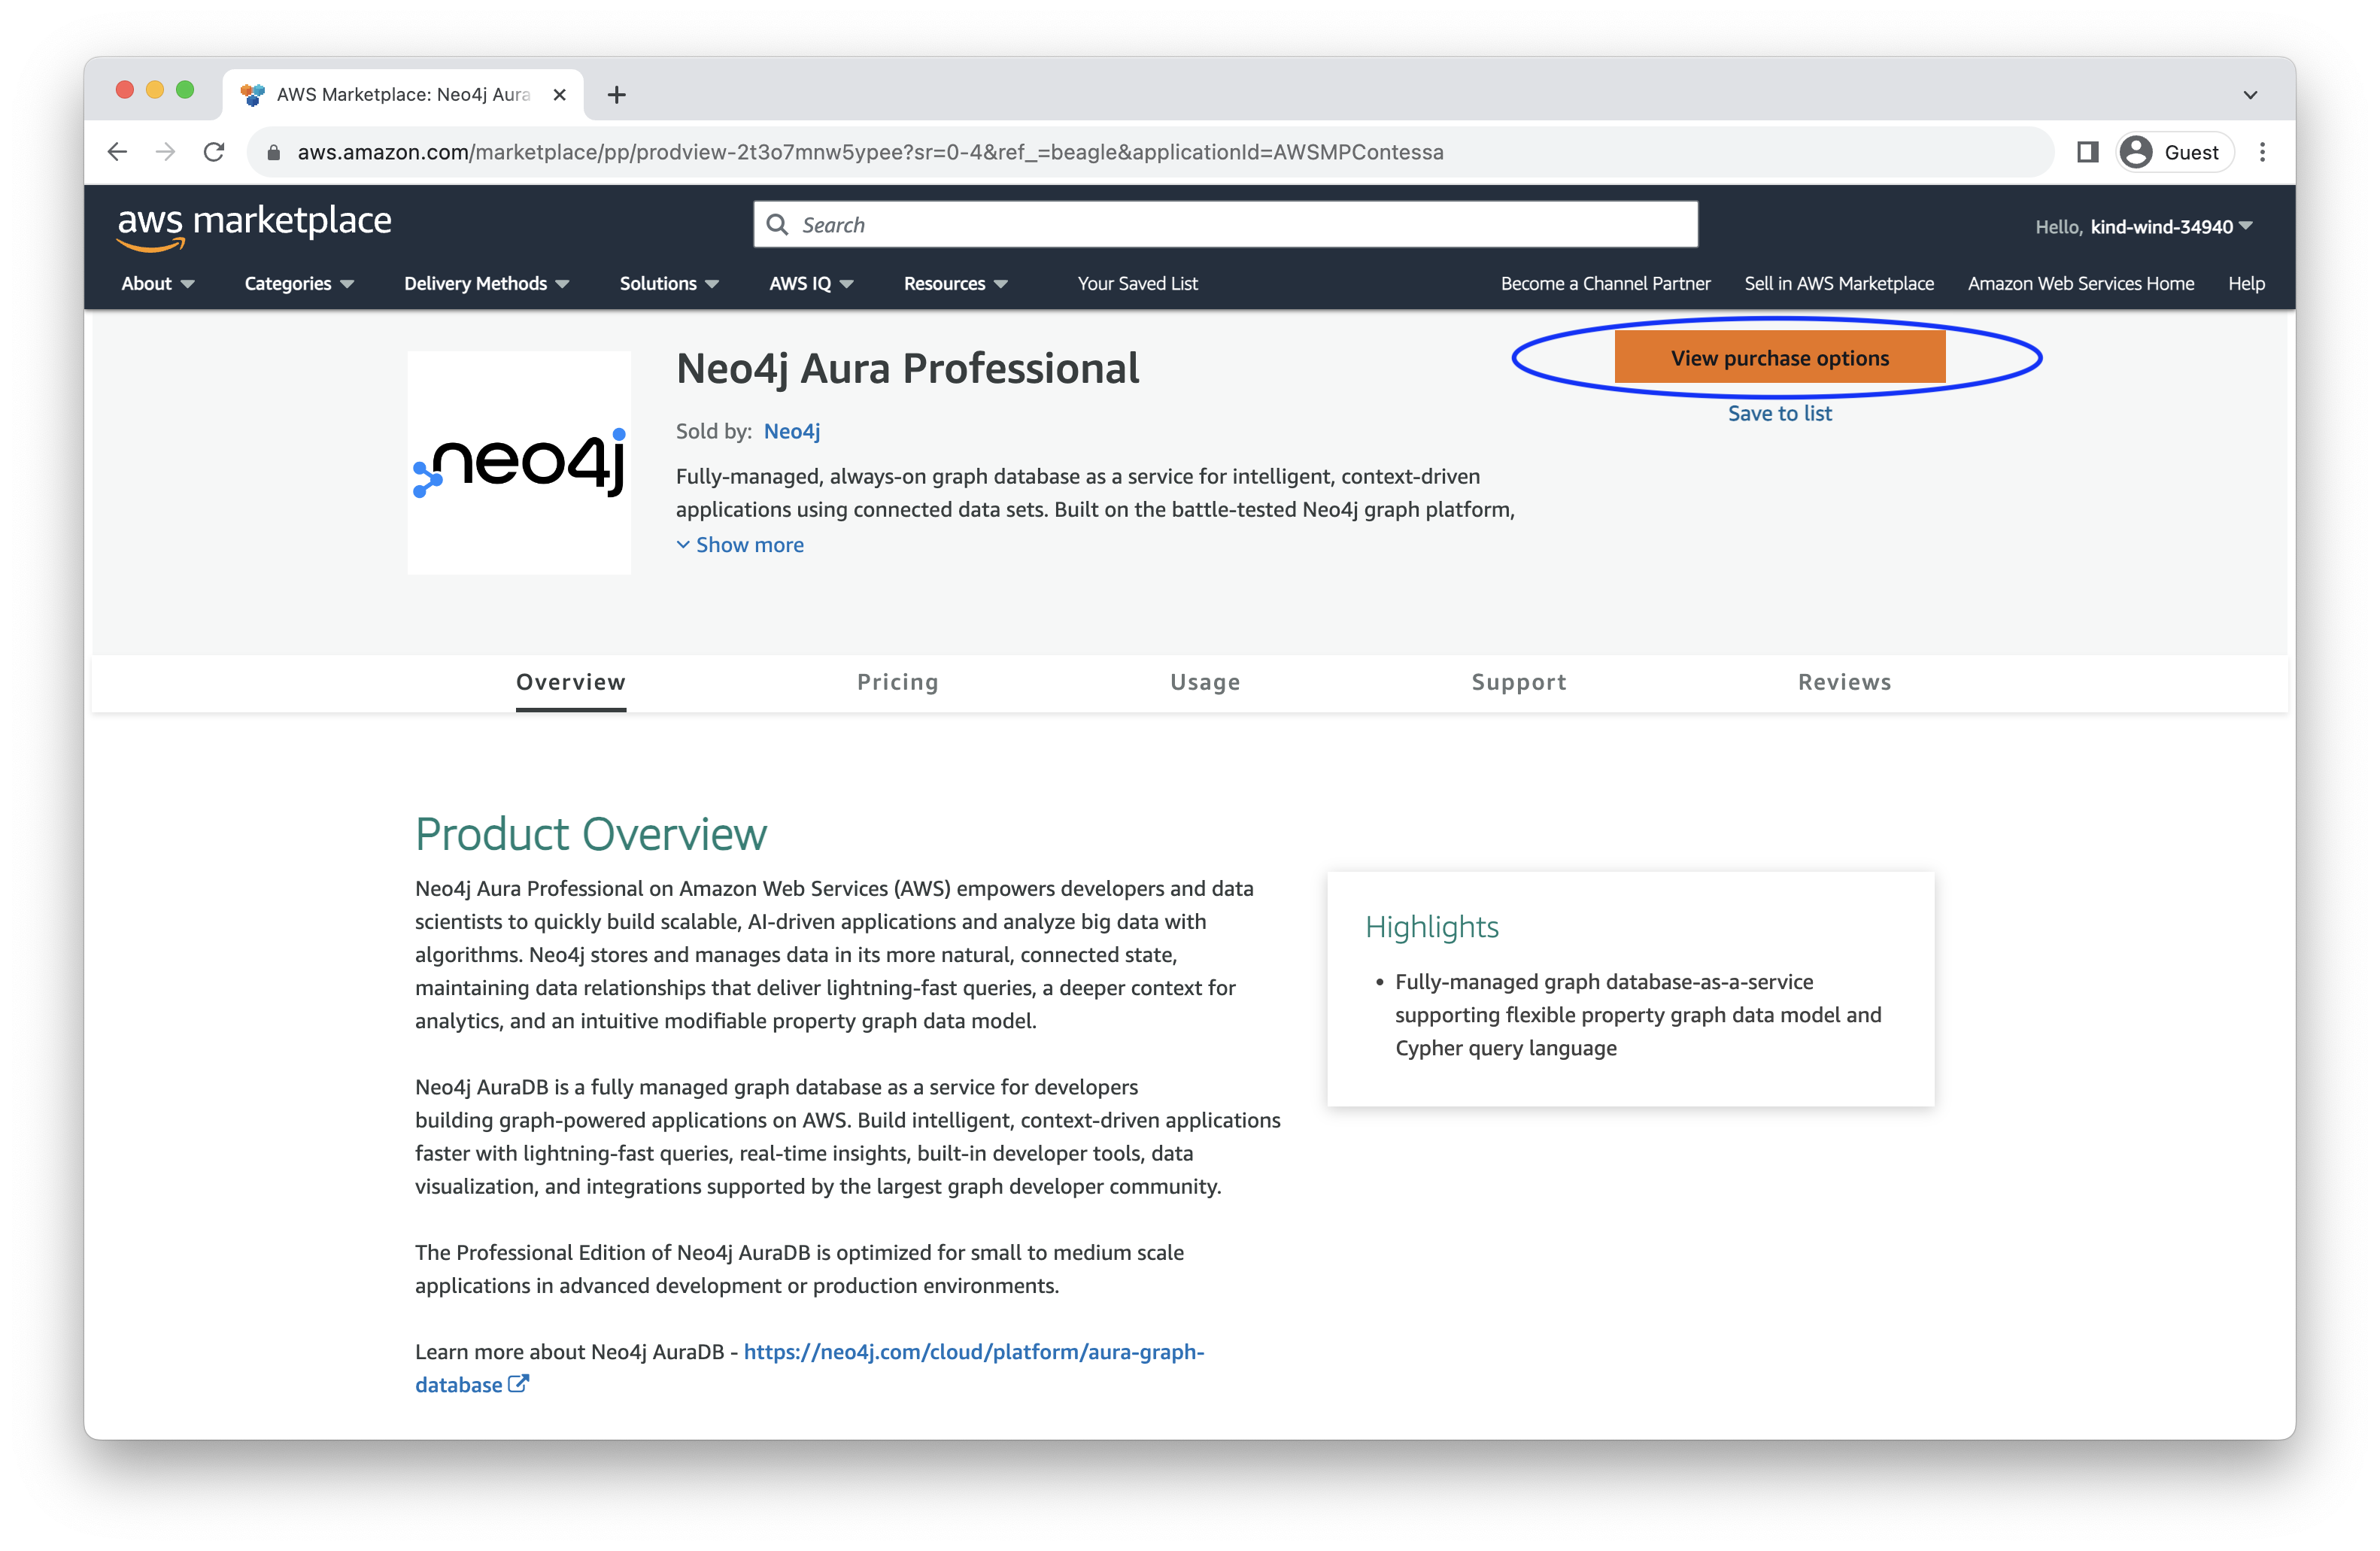 AWS Marketplace: Neo4j Aura
aws.amazon.com/marketplace/pp/prodview-2t3o7mnw5ypee?sr=0-4&ref_=beagle&applicationId=AWSMPContessa
Guest
aws marketplace
Search
Hello, kind-wind-34940
About Categories Delivery Methods Solutions AWS IQ Resources Your Saved List Become a Channel Partner Sell in AWS Marketplace Amazon Web Services Home Help
neo4j
Neo4j Aura Professional
View purchase options
Save to list
Sold by: Neo4j
Fully-managed, always-on graph database as a service for intelligent, context-driven
applications using connected data sets. Built on the battle-tested Neo4j graph platform,
Show more
Overview Pricing Usage Support Reviews
Product Overview
Neo4j Aura Professional on Amazon Web Services (AWS) empowers developers and data
scientists to quickly build scalable, AI-driven applications and analyze big data with
algorithms. Neo4j stores and manages data in its more natural, connected state,
maintaining data relationships that deliver lightning-fast queries, a deeper context for
analytics, and an intuitive modifiable property graph data model.
Neo4j AuraDB is a fully managed graph database as a service for developers
building graph-powered applications on AWS. Build intelligent, context-driven applications
faster with lightning-fast queries, real-time insights, built-in developer tools, data
visualization, and integrations supported by the largest graph developer community.
The Professional Edition of Neo4j AuraDB is optimized for small to medium scale
applications in advanced development or production environments.
Learn more about Neo4j AuraDB - https://neo4j.com/cloud/platform/aura-graph-
database
Highlights
• Fully-managed graph database-as-a-service
supporting flexible property graph data model and
Cypher query language